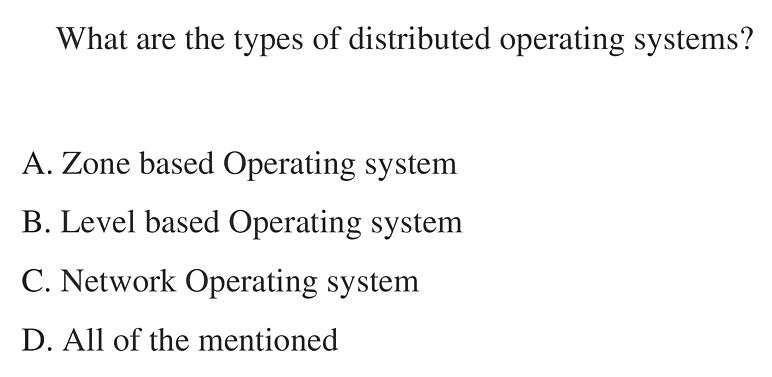 What are the types of distributed operating systems?
A. Zone based Operating system
B. Level based Operating system
C. Network Operating system
D. All of the mentioned